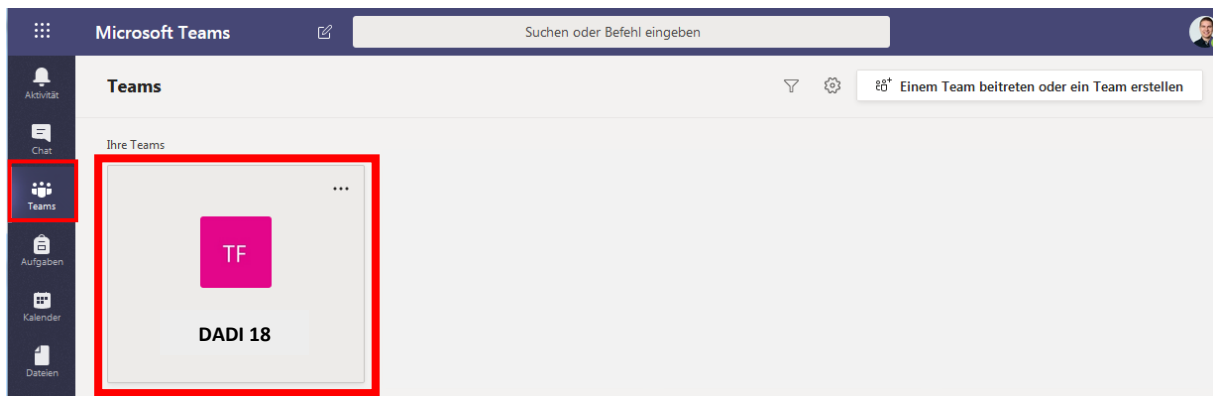 Microsoft Teams
Suchen oder Befehl eingeben
Aktivität
Teams
Einem Team beitreten oder ein Team erstellen
Chat
Ihre Teams
Teams
...
TF
Aufgaben
Kalender
DADI 18
Dateien